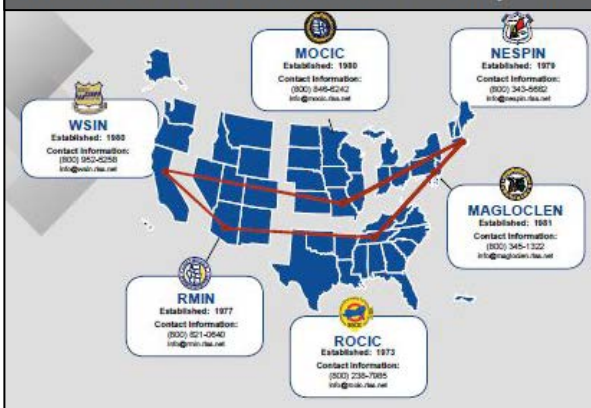 MOCIC
Established: 1980
Contact Information:
(800) 846-6242
info@mocic.riss.net
NESPIN
Established: 1979
Contact Information:
(800) 343-5682
info@nespin.riss.net
WSIN
Established: 1980
Contact Information:
(800) 952-5258
info@wsin.riss.net
MAGLOCLEN
Established: 1981
Contact Information:
(800) 345-1322
info@magloclen.riss.net
RMIN
Established: 1977
Contact Information:
(800) 821-0640
info@rmin.riss.net
ROCIC
Established: 1973
Contact Information:
(800) 238-7985
info@rocic.riss.net